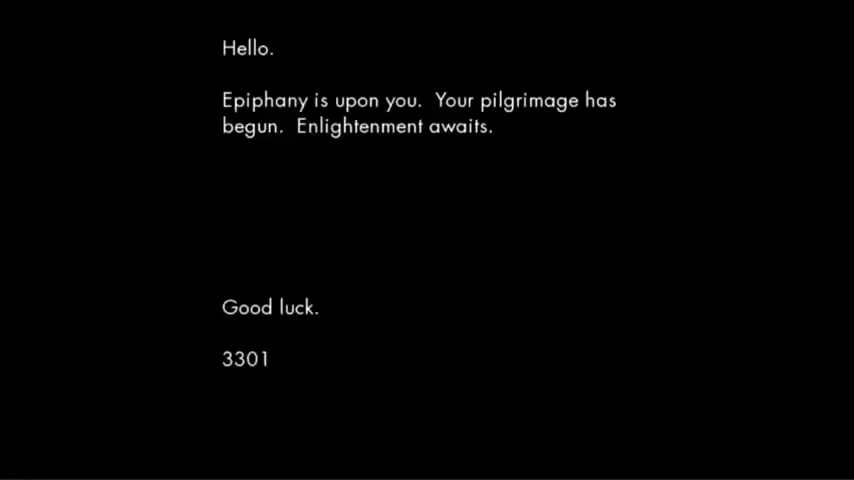 Hello.
Epiphany is upon you.  Your pilgrimage has
begun.  Enlightenment awaits.
Good luck.
3301